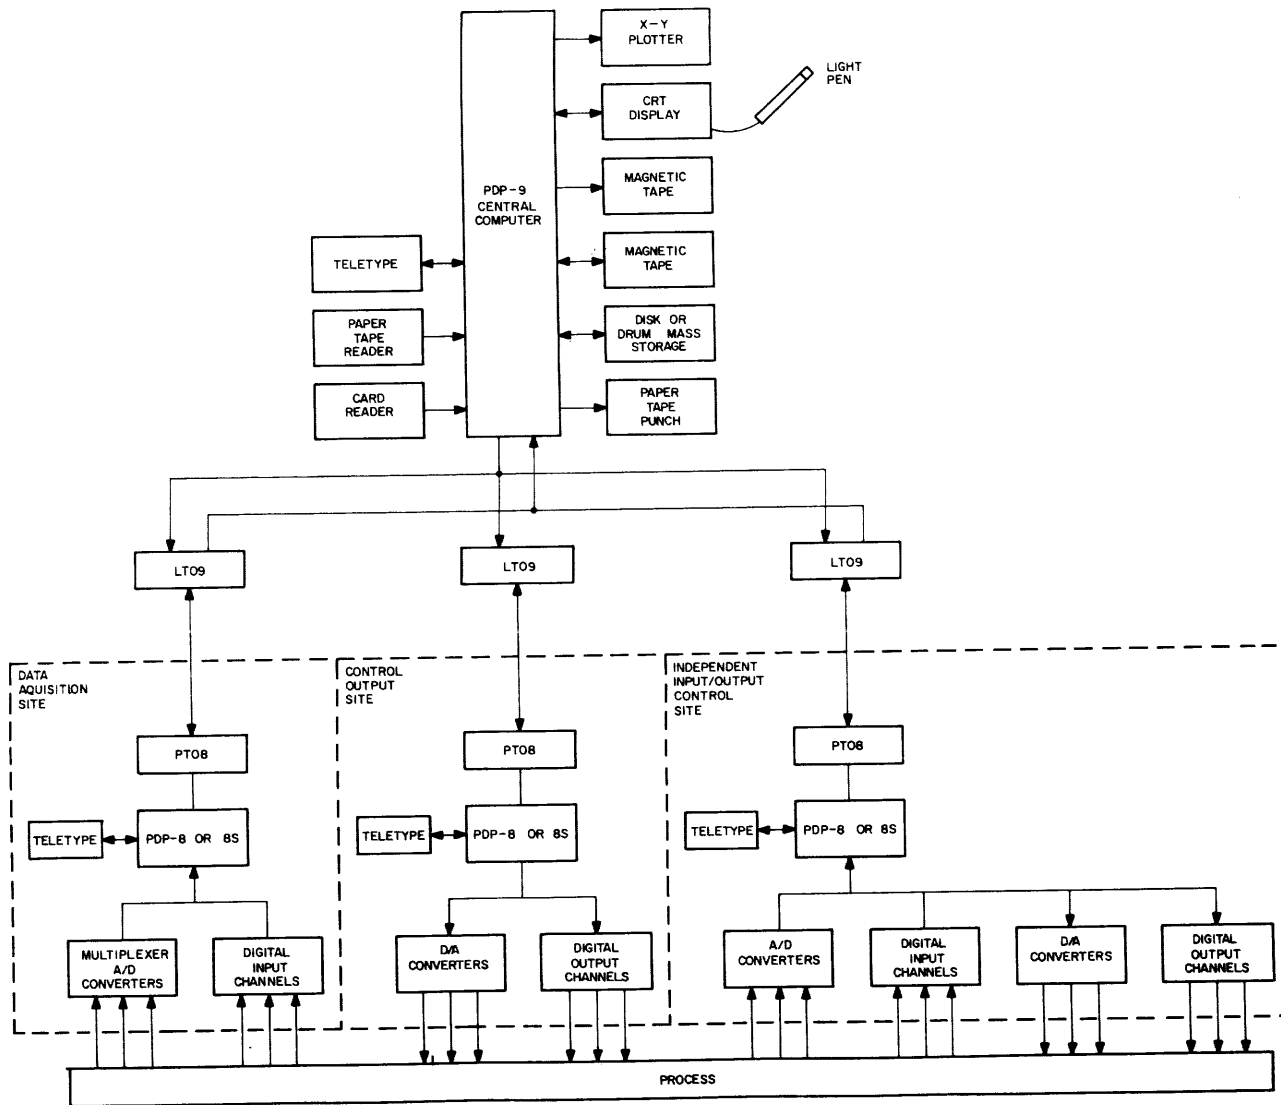 X-Y
PLOTTER
LIGHT
PEN
CRT
DISPLAY
MAGNETIC
TAPE
PDP-9
CENTRAL
COMPUTER
TELETYPE
MAGNETIC
TAPE
PAPER
TAPE
READER
DISK OR
DRUM MASS
STORAGE
CARD
READER
PAPER
TAPE
PUNCH
LT09
LT09
LT09
DATA
AQUISITION
SITE
CONTROL
OUTPUT
SITE
INDEPENDENT
INPUT/OUTPUT
CONTROL
SITE
PT08
PT08
PT08
TELETYPE
PDP-8 OR 8S
TELETYPE
PDP-8 OR 8S
TELETYPE
PDP-8 OR 8S
MULTIPLEXER
A/D
CONVERTERS
DIGITAL
INPUT
CHANNELS
D/A
CONVERTERS
DIGITAL
OUTPUT
CHANNELS
A/D
CONVERTERS
DIGITAL
INPUT
CHANNELS
D/A
CONVERTERS
DIGITAL
OUTPUT
CHANNELS
PROCESS